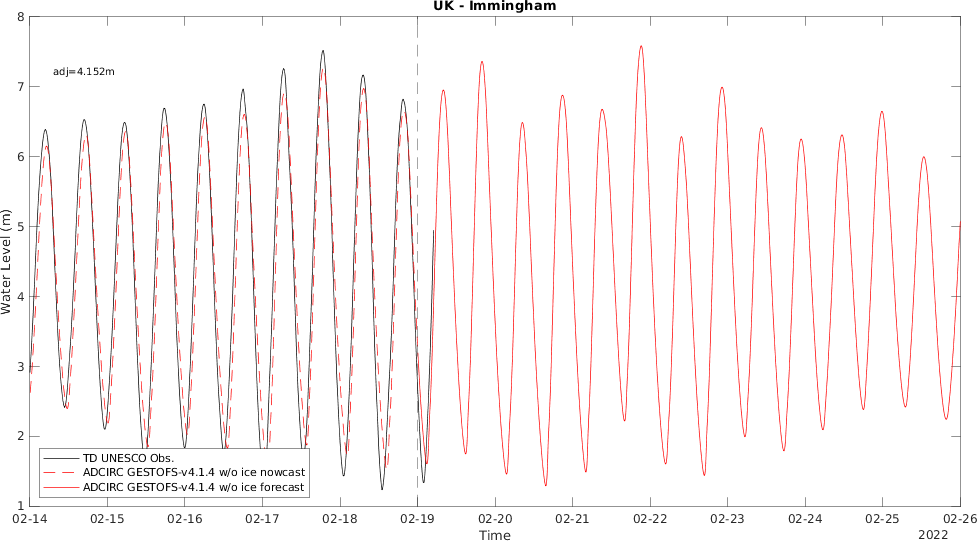 UK - Immingham
8
7
6
5
4
3
2
1
Water Level (m)
adj=4.152m
TD UNESCO Obs.
ADCIRC GESTOFS-v4.1.4 w/o ice nowcast
ADCIRC GESTOFS-v4.1.4 w/o ice forecast
02-14 02-15 02-16 02-17 02-18 02-19 02-20 02-21 02-22 02-23 02-24 02-25 02-26
Time
2022